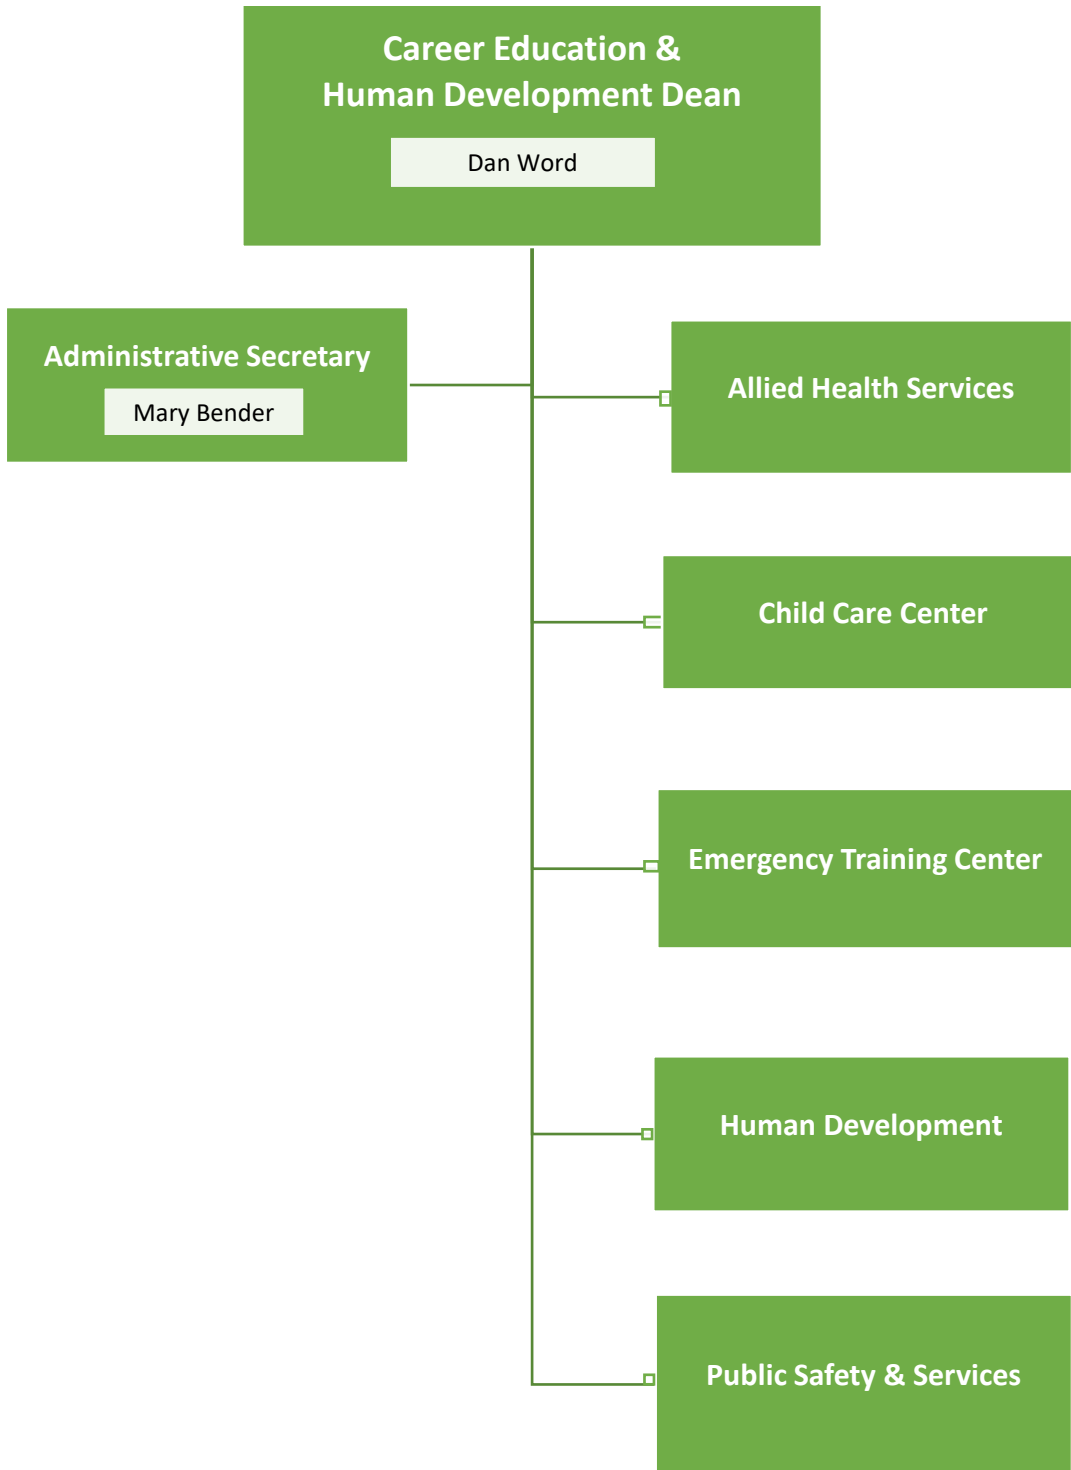 Career Education &
Human Development Dean
Dan Word
Administrative Secretary
Mary Bender
Allied Health Services
Child Care Center
Emergency Training Center
Human Development
Public Safety & Services